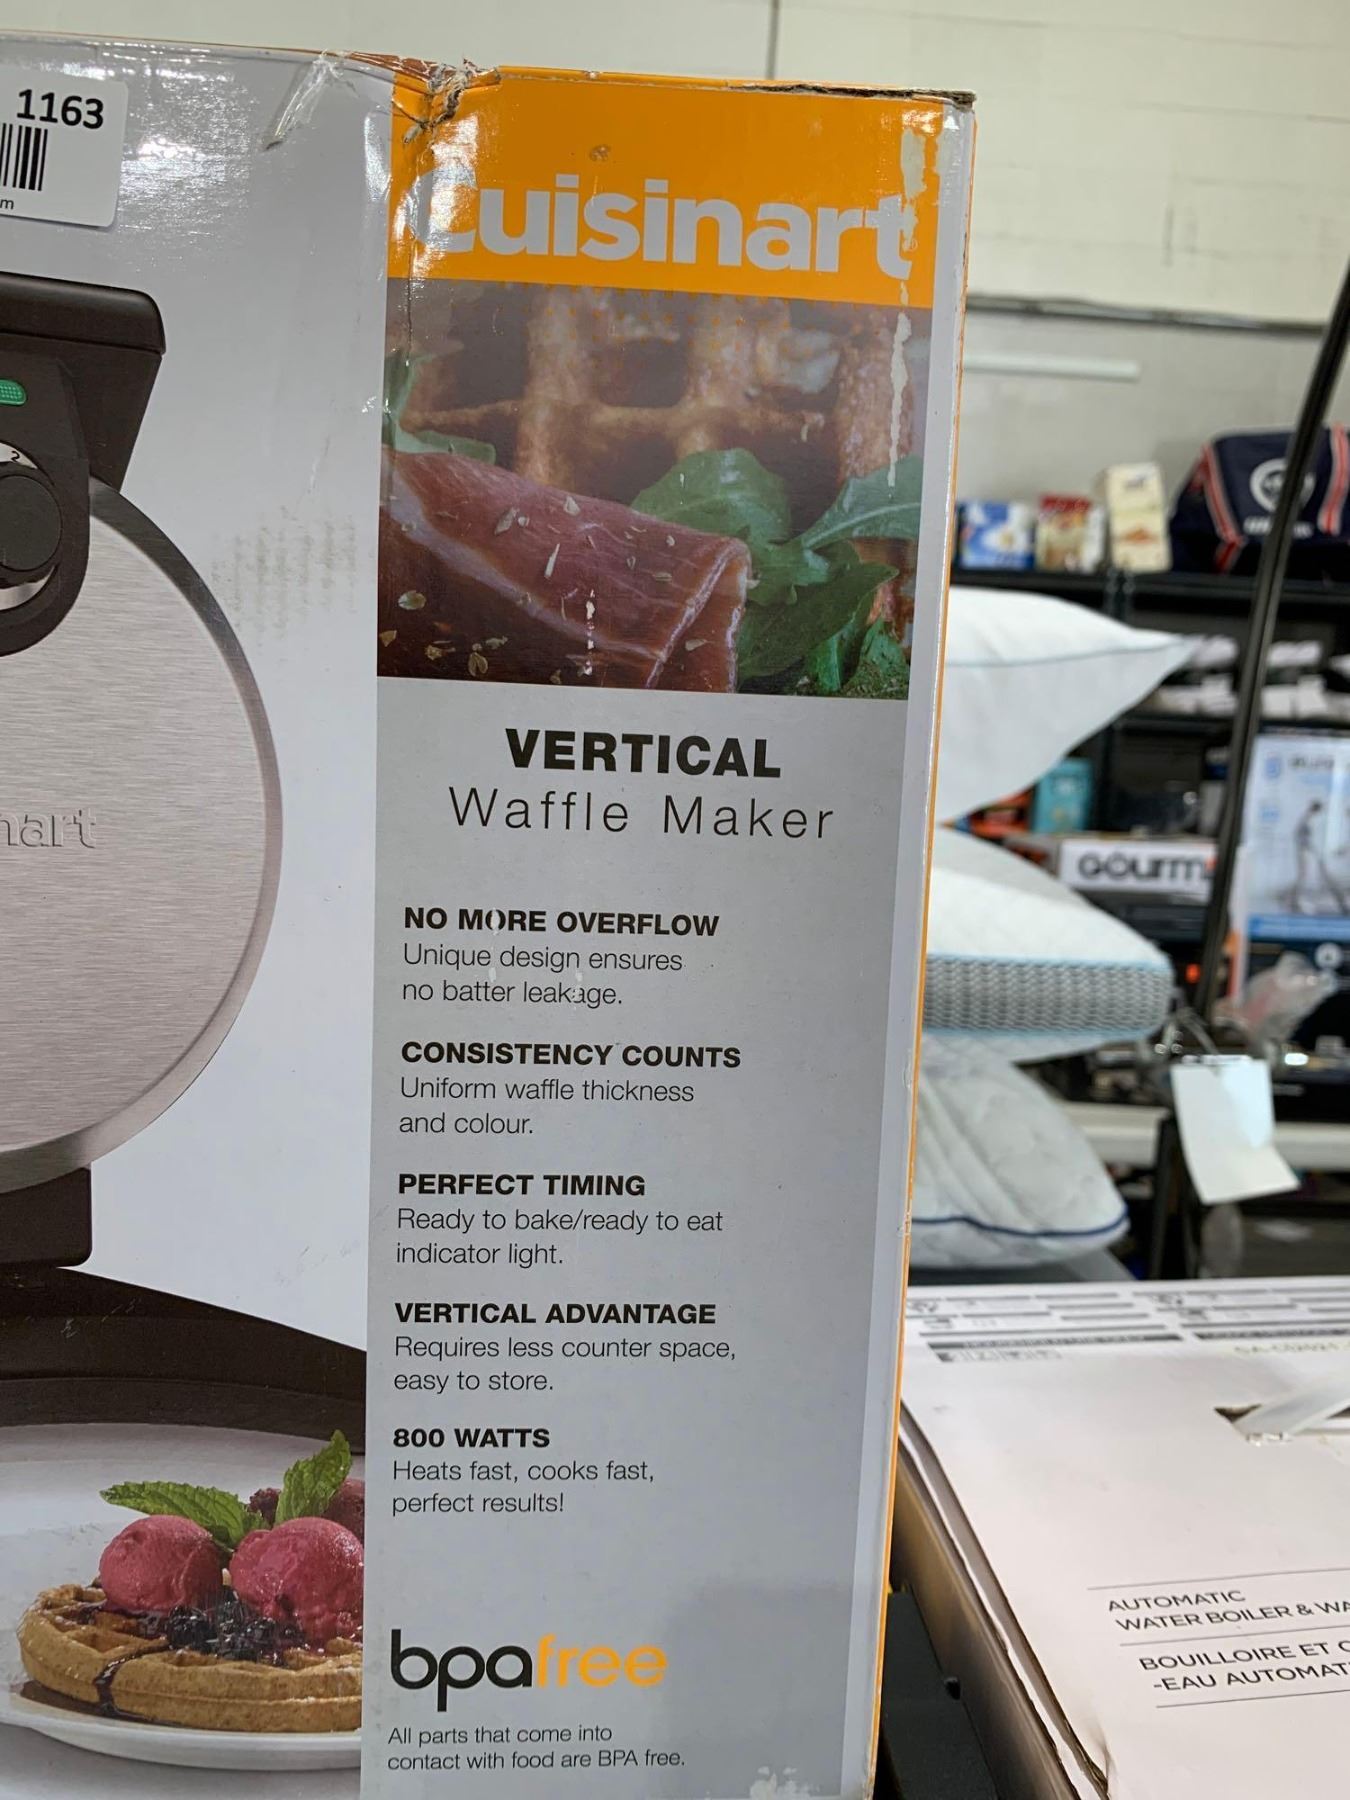 1163
m
2
nart
Cuisinart
VERTICAL
Waffle Maker
NO MORE OVERFLOW
Unique design ensures
no batter leakage.
CONSISTENCY COUNTS
Uniform waffle thickness
and colour.
PERFECT TIMING
Ready to bake/ready to eat
indicator light.
VERTICAL ADVANTAGE
Requires less counter space,
easy to store.
800 WATTS
Heats fast, cooks fast,
perfect results!
bpafree
All parts that come into
contact with food are BPA free.
GOURM
AUTOMATIC
WATER BOILER & WA
BOUILLOIRE ET
-EAU AUTOMAT